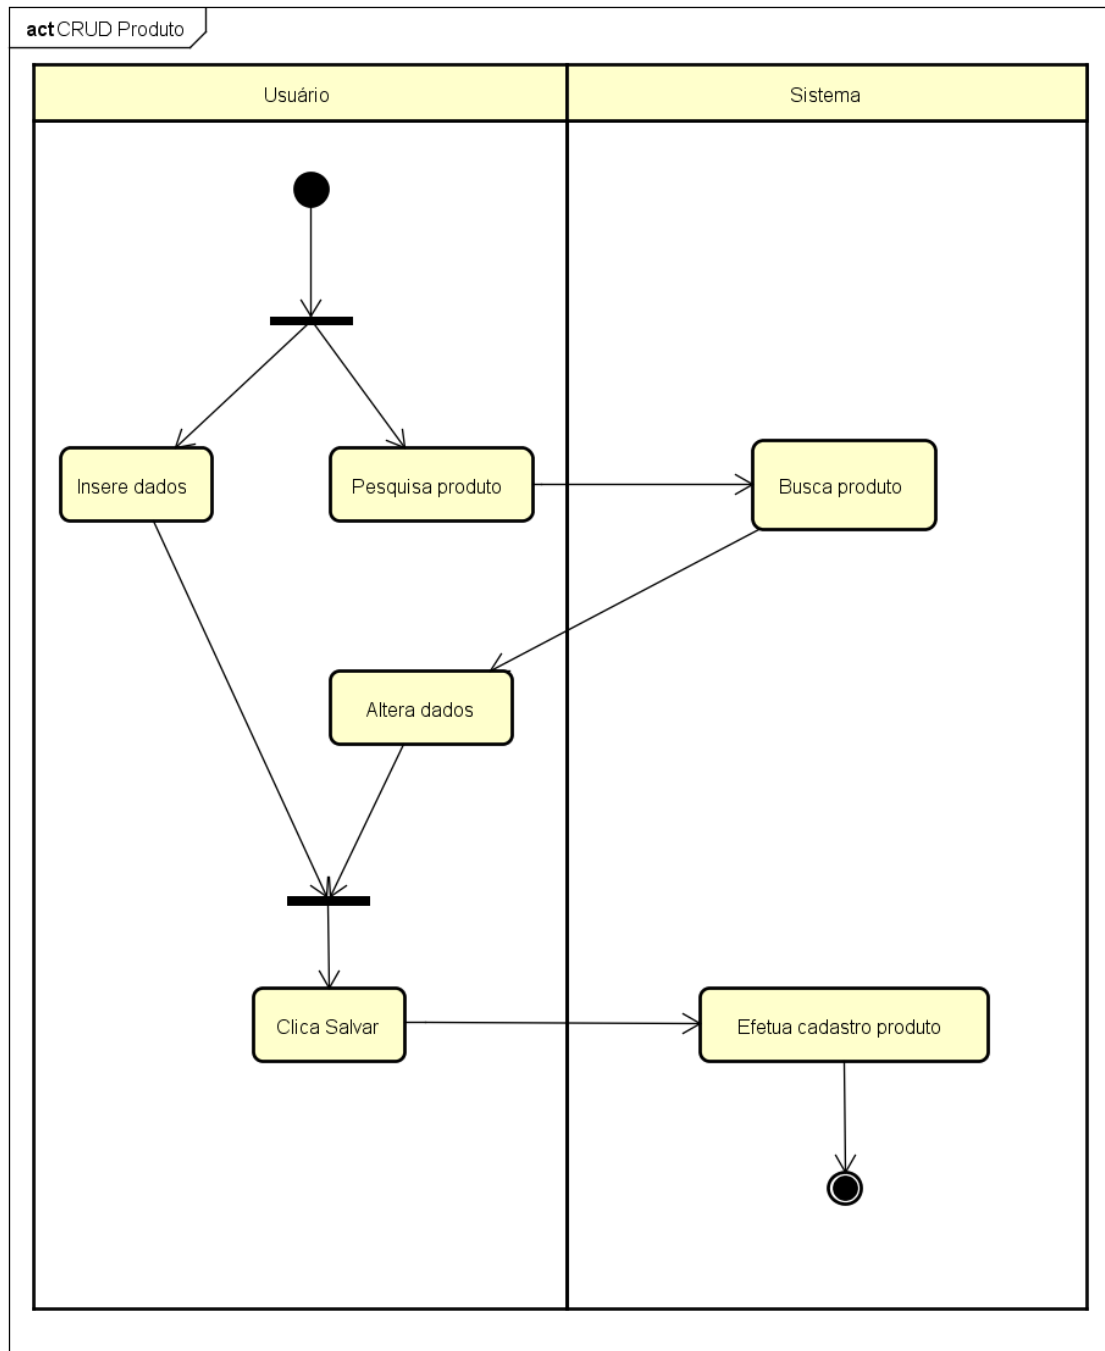 act CRUD Produto
Usuário
Sistema
Insere dados
Pesquisa produto
Busca produto
Altera dados
Clica Salvar
Efetua cadastro produto